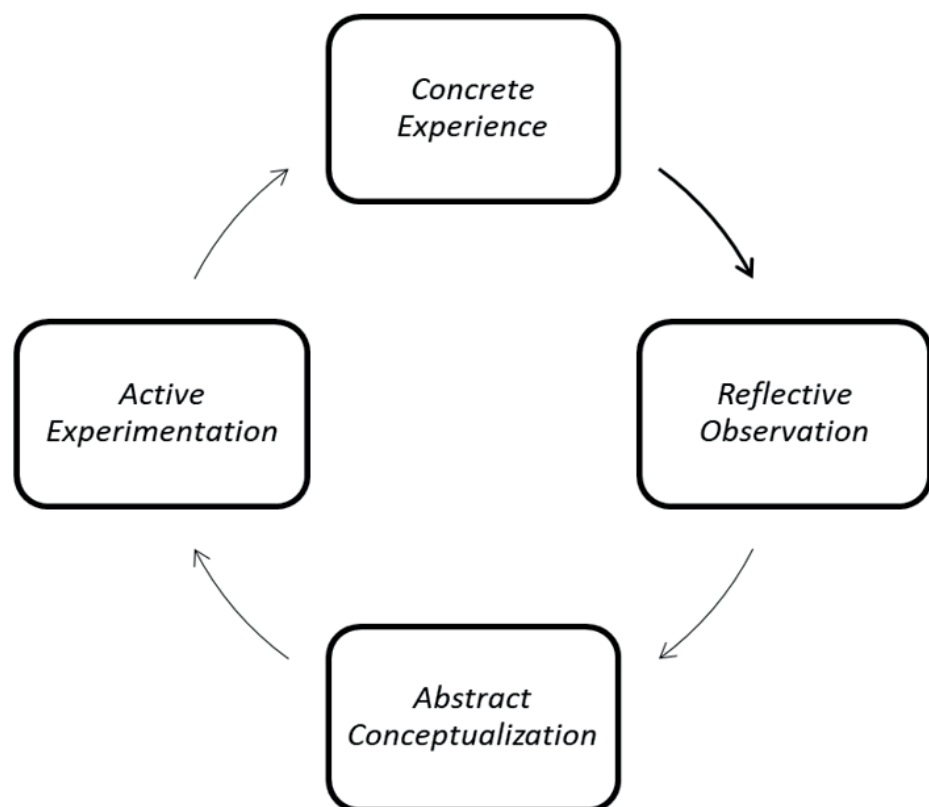 Concrete
Experience
Active
Experimentation
Reflective
Observation
Abstract
Conceptualization